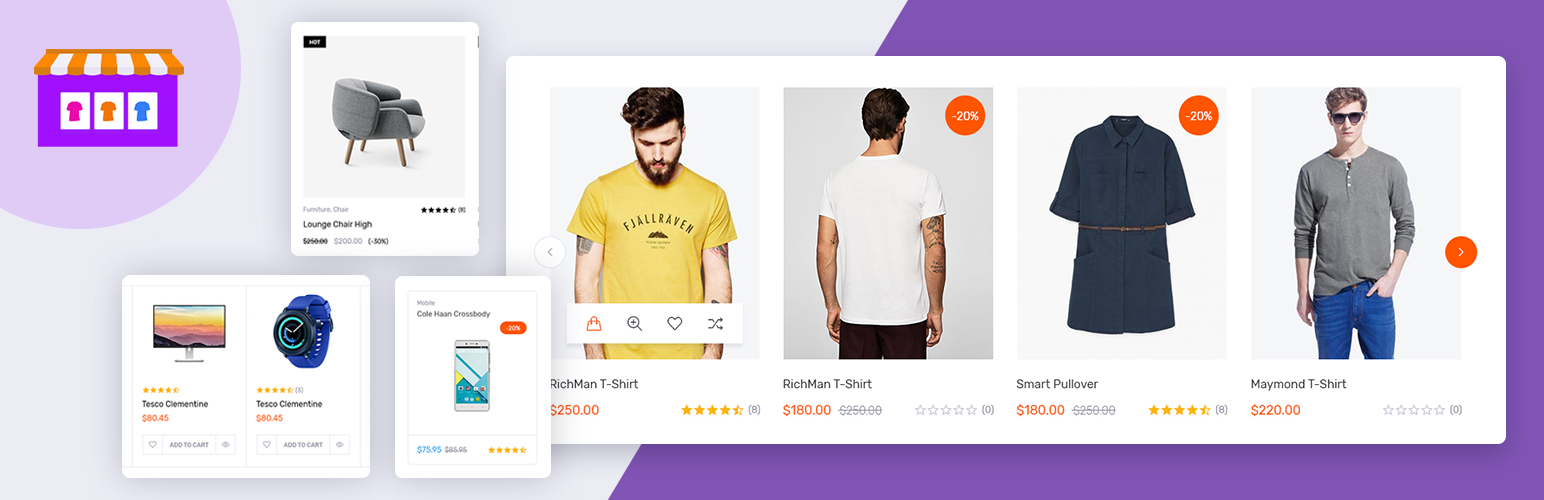 HOT
Furniture, Chair
(8)
Lounge Chair High
$250.00 $200.00 (-30%)
Tesco Clementine
$80.45
ADD TO CART
(3)
Tesco Clementine
$80.45
ADD TO CART
Mobile
Cole Haan Crossbody
-20%
$75.95 $85.95
FJÄLLRÄVEN
RichMan T-Shirt
$250.00 (8)
-20%
RichMan T-Shirt
$180.00 $250.00 (0)
-20%
Smart Pullover
$180.00 $250.00 (8)
Maymond T-Shirt
$220.00 (0)